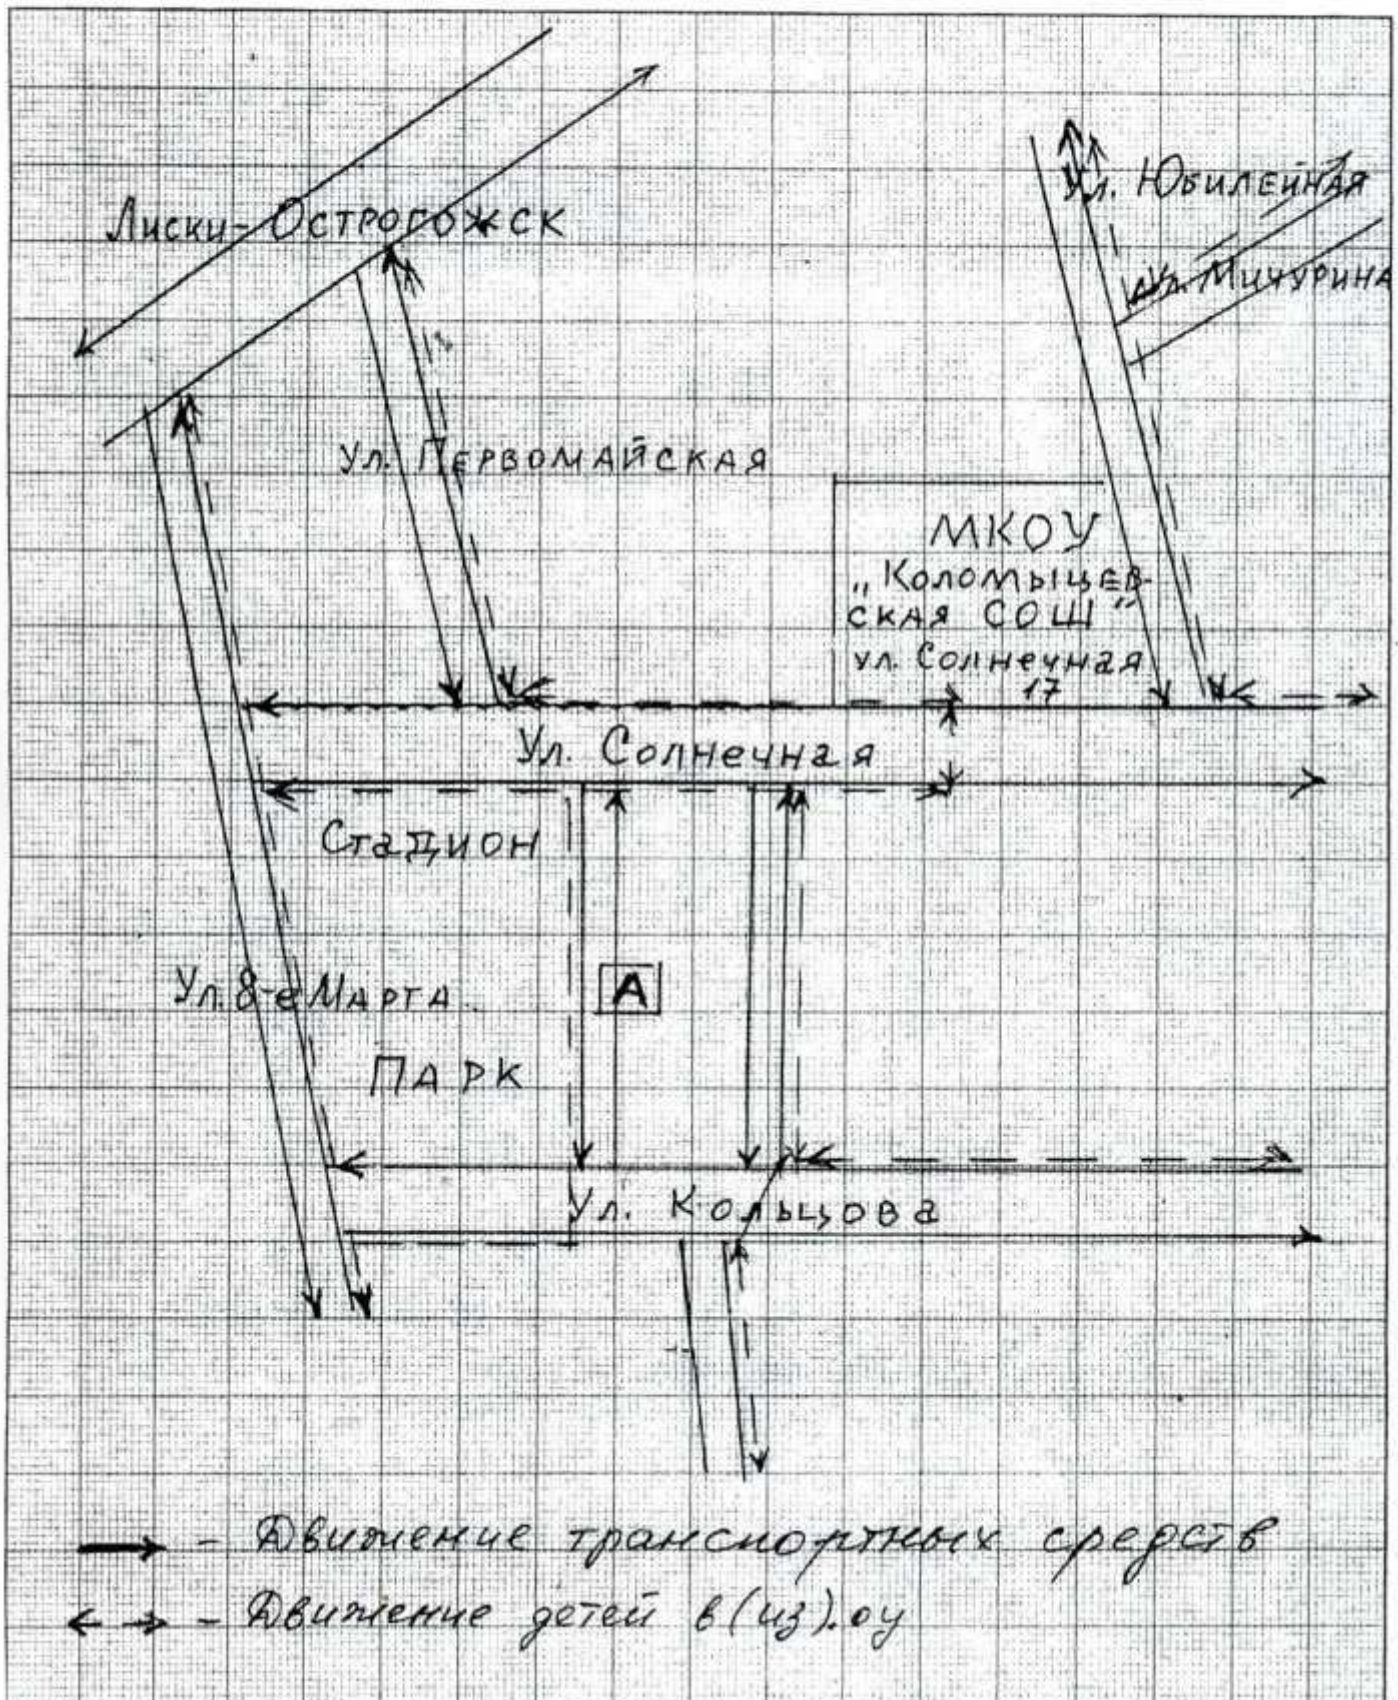 Лиски-Острогожск
Ул. Юбилейная
Ул. Мичурина
Ул. Первомайская
МКОУ
„Коломыцев-
ская СОШ"
ул. Солнечная
17
Ул. Солнечная
Стадион
Ул. 8-е Марта
А
Парк
Ул. Кольцова
- Движение транспортных средств
- Движение детей в (из). оу